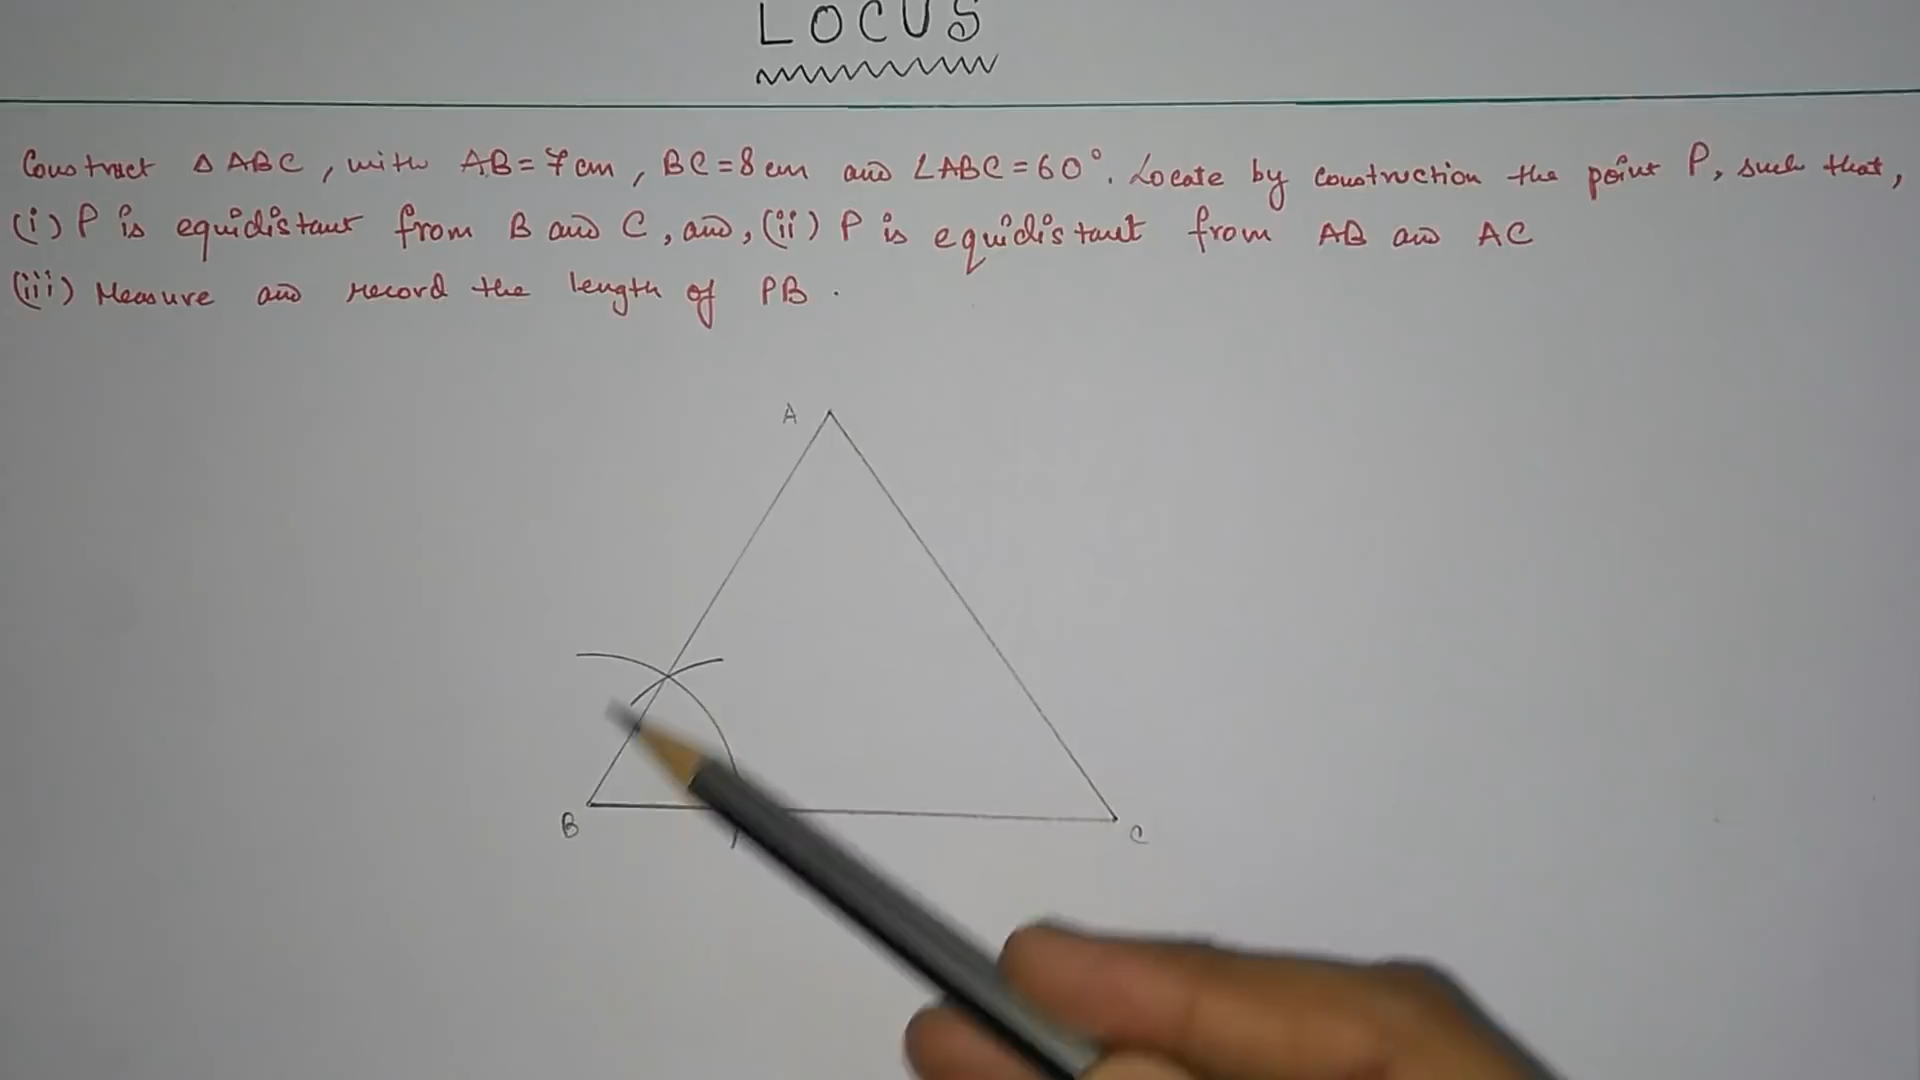 LOCUS
Construct Δ ABC, with AB = 7 cm, BC = 8 cm and ∠ABC = 60°. Locate by construction the point P, such that,
(i) P is equidistant from B and C, and, (ii) P is equidistant from AB and AC
(iii) Measure and record the length of PB.
A
B
C